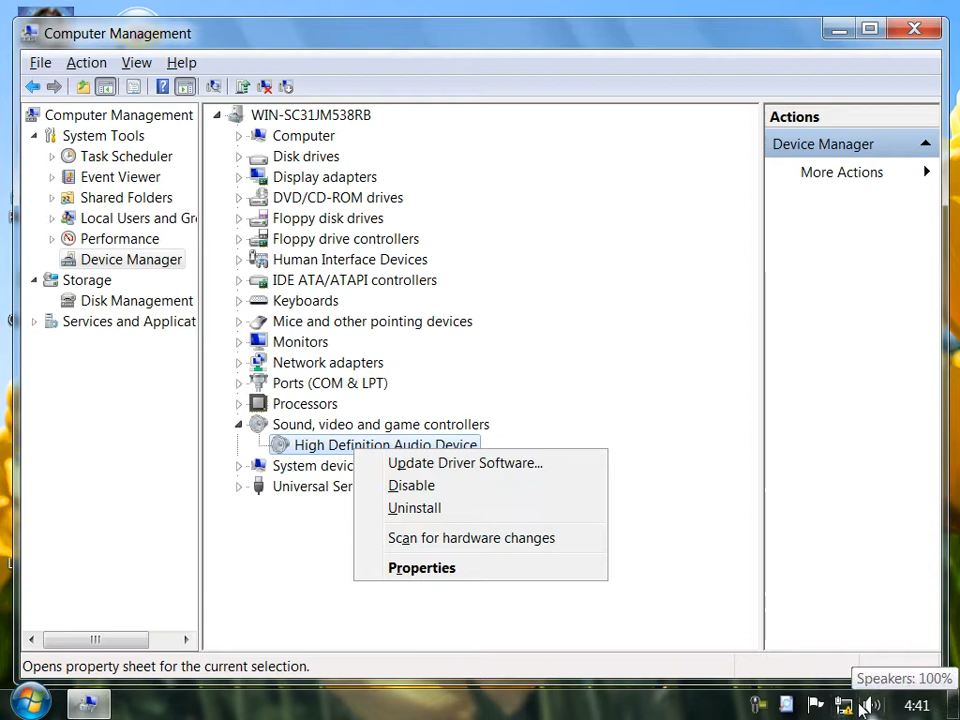 Computer Management
File Action View Help
Computer Management
System Tools
Task Scheduler
Event Viewer
Shared Folders
Local Users and Gr
Performance
Device Manager
Storage
Disk Management
Services and Applicat
WIN-SC31JM538RB
Computer
Disk drives
Display adapters
DVD/CD-ROM drives
Floppy disk drives
Floppy drive controllers
Human Interface Devices
IDE ATA/ATAPI controllers
Keyboards
Mice and other pointing devices
Monitors
Network adapters
Ports (COM & LPT)
Processors
Sound, video and game controllers
High Definition Audio Device
System devic
Universal Ser
Update Driver Software...
Disable
Uninstall
Scan for hardware changes
Properties
Actions
Device Manager
More Actions
Opens property sheet for the current selection.
Speakers: 100%
4:41